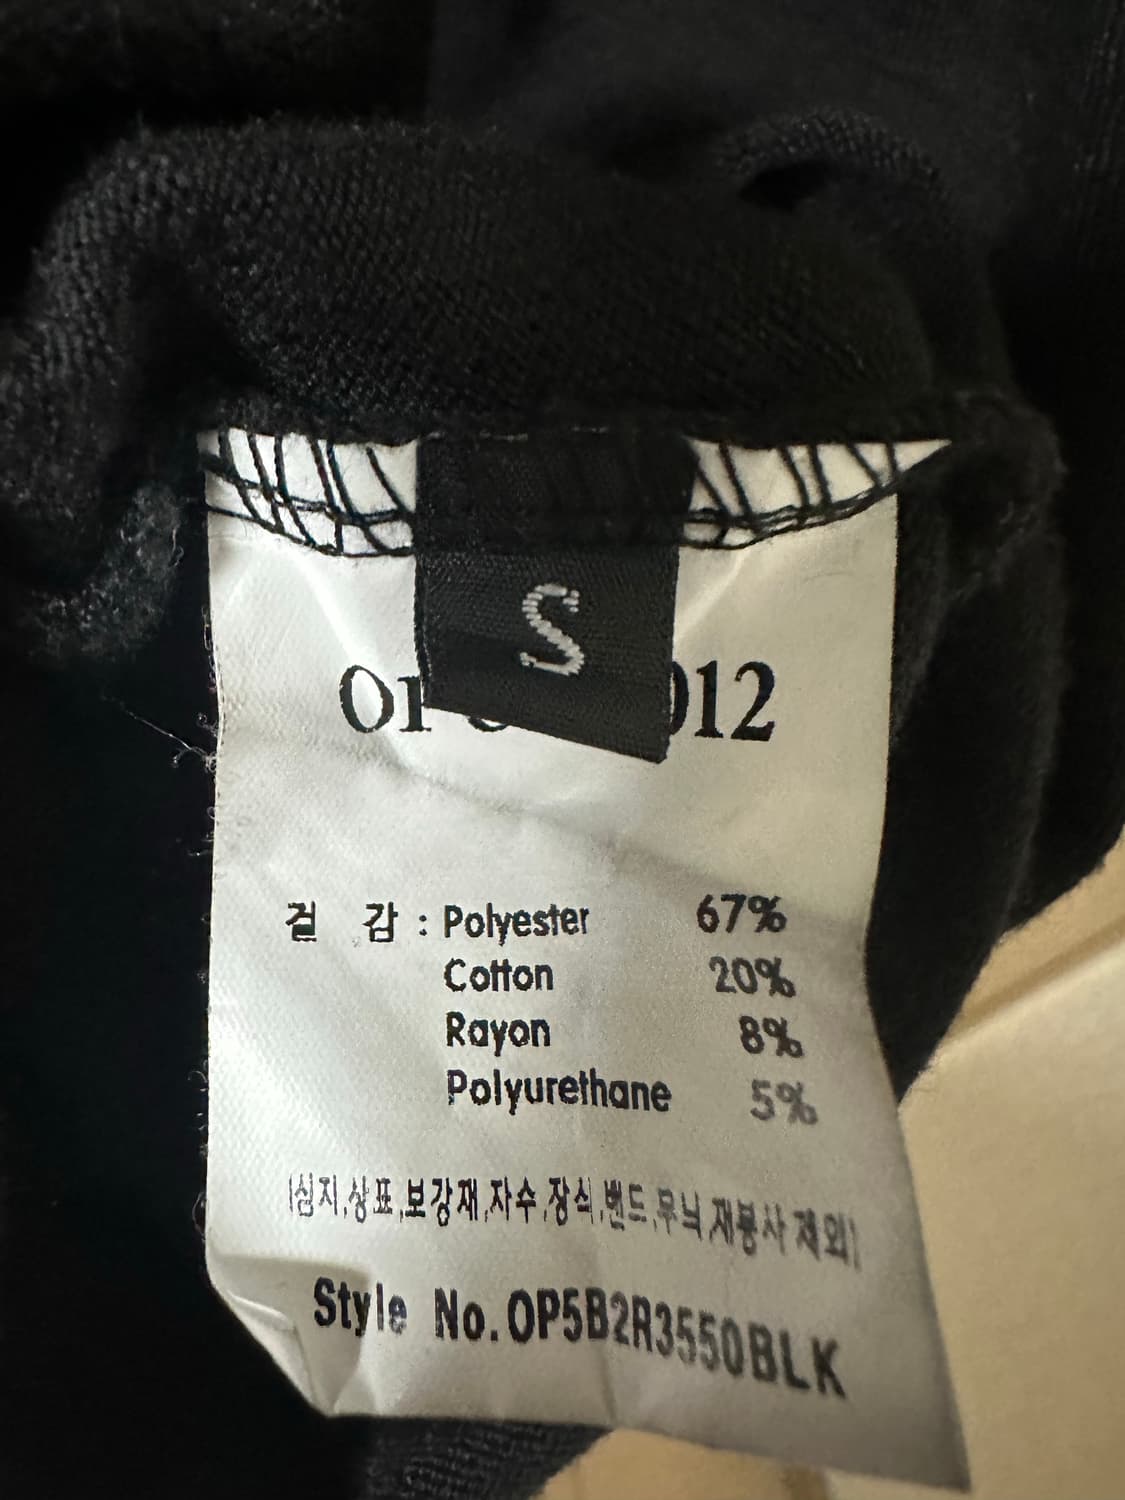 S
012
겉 감 : Polyester 67%
Cotton 20%
Rayon 8%
Polyurethane 5%
(심지,상표,보강재,자수,장식,밴드,무늬,재봉사 제외)
Style No. OP5B2R3550BLK